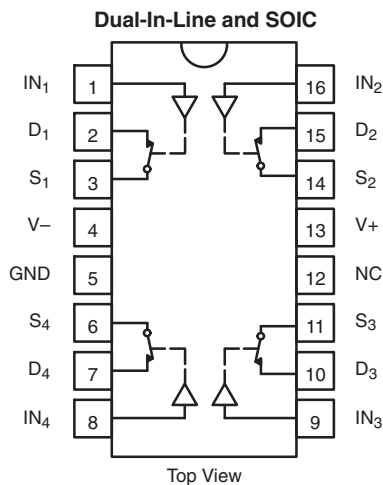 Dual-In-Line and SOIC
IN₁ 1 16 IN₂
D₁ 2 15 D₂
S₁ 3 14 S₂
V– 4 13 V+
GND 5 12 NC
S₄ 6 11 S₃
D₄ 7 10 D₃
IN₄ 8 9 IN₃
Top View